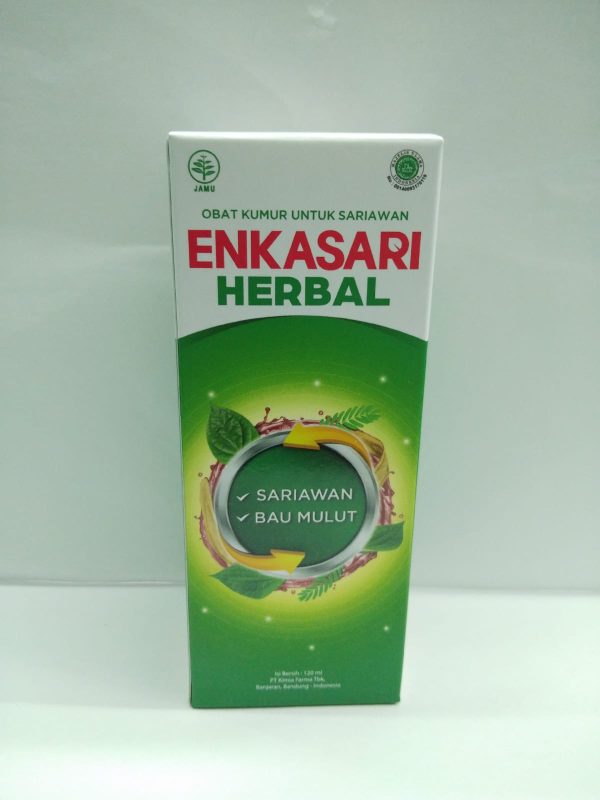 JAMU
OBAT KUMUR UNTUK SARIAWAN
ENKASARI
HERBAL
SARIAWAN
BAU MULUT
Isi Bersih : 120 ml
PT Kimia Farma Tbk.
Banjaran, Bandung - Indonesia